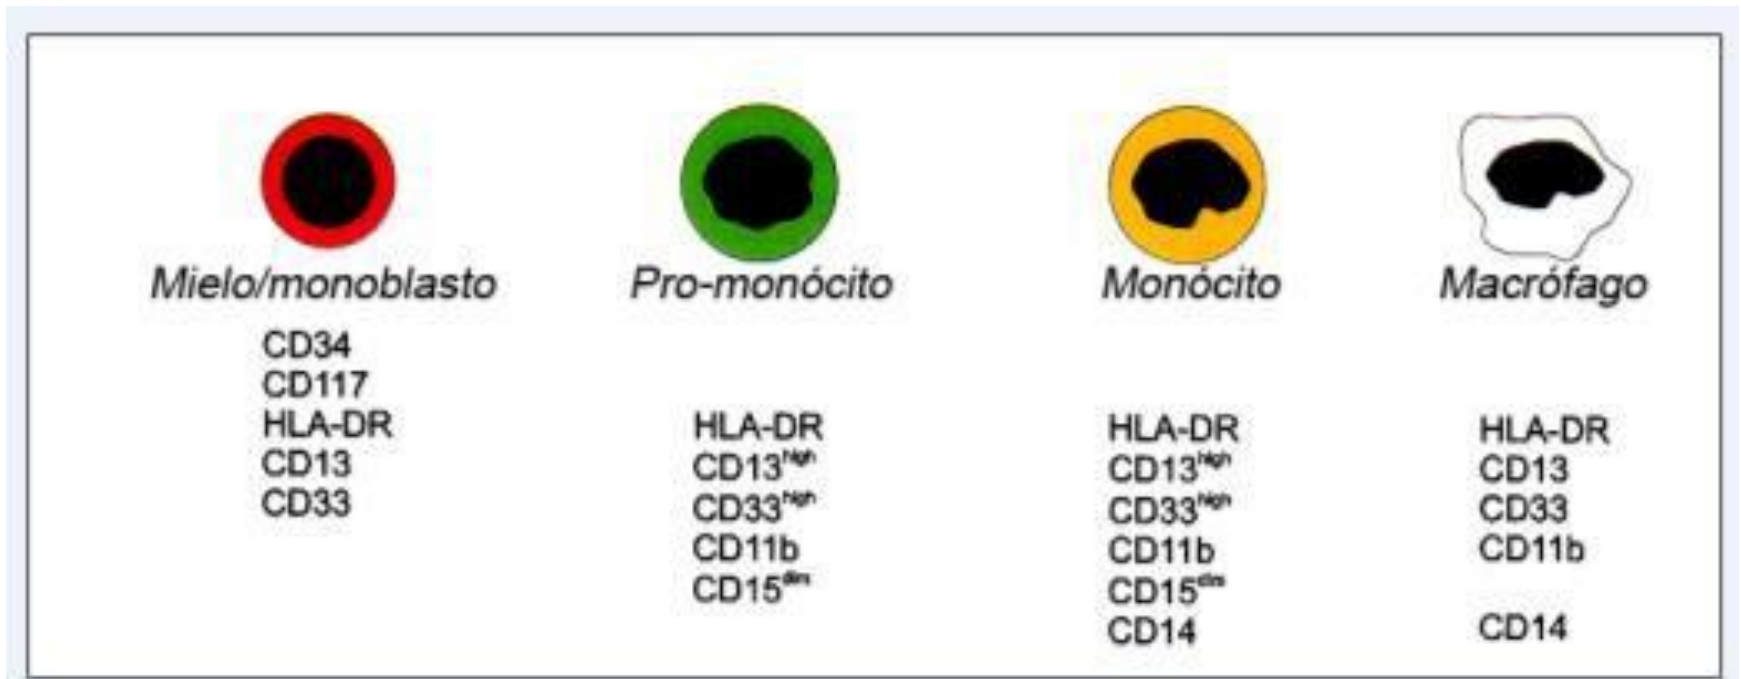 Mielo/monoblasto
CD34
CD117
HLA-DR
CD13
CD33
Pro-monócito
HLA-DR
CD13high
CD33high
CD11b
CD15dim
Monócito
HLA-DR
CD13high
CD33high
CD11b
CD15dim
CD14
Macrófago
HLA-DR
CD13
CD33
CD11b
CD14